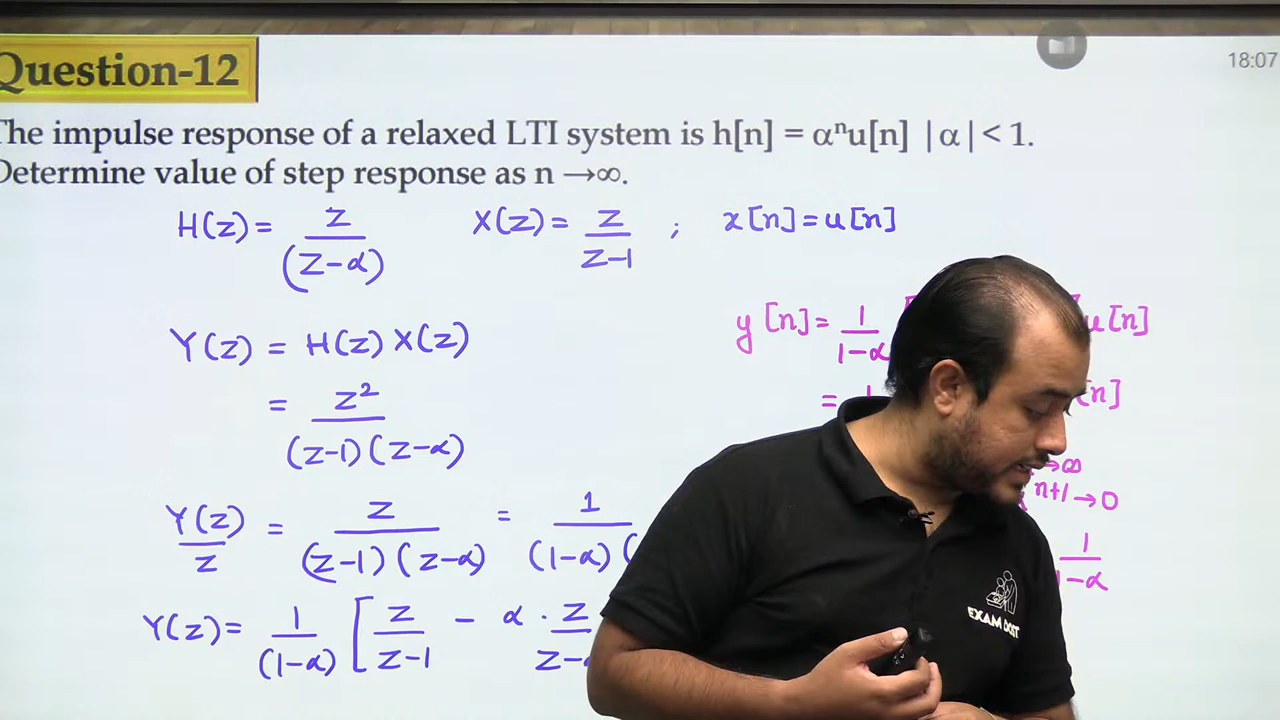 Question-12
18:07
The impulse response of a relaxed LTI system is h[n] = αⁿu[n] |α| < 1.
Determine value of step response as n →∞.
H(z) = z / (z-α)   X(z) = z / z-1 ; x[n] = u[n]
Y(z) = H(z) X(z)
= z² / (z-1)(z-α)
Y(z) / z = z / (z-1)(z-α) = 1 / (1-α)(
Y(z) = 1 / (1-α) [ z / z-1 - α · z / z-
y[n] = 1 / 1-α u[n]
= [n]
→∞
n+1 → 0
1 / 1-α
EXAM